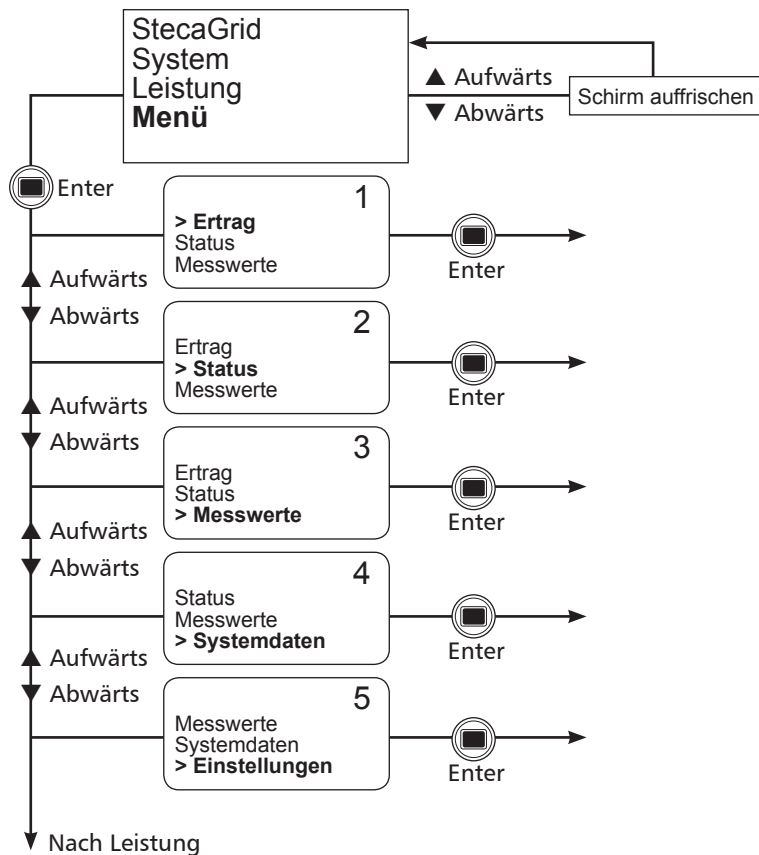 StecaGrid
System
Leistung
Menü
▲ Aufwärts
▼ Abwärts
Schirm auffrischen
Enter
1
> Ertrag
Status
Messwerte
Enter
▲ Aufwärts
▼ Abwärts
2
Ertrag
> Status
Messwerte
Enter
▲ Aufwärts
▼ Abwärts
3
Ertrag
Status
> Messwerte
Enter
▲ Aufwärts
▼ Abwärts
4
Status
Messwerte
> Systemdaten
Enter
▲ Aufwärts
▼ Abwärts
5
Messwerte
Systemdaten
> Einstellungen
Enter
Nach Leistung